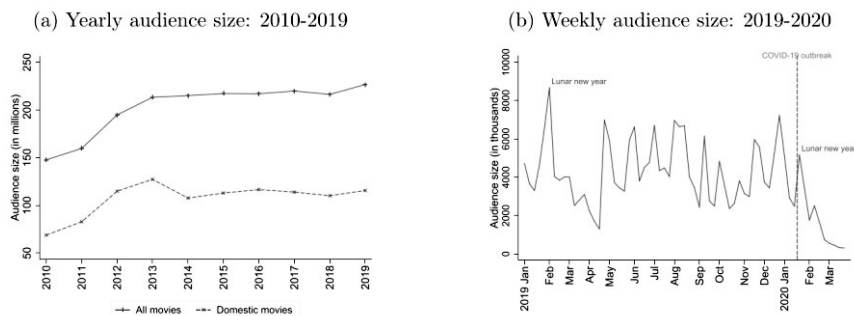 (a) Yearly audience size: 2010-2019
Audience size (in millions)
250
200
150
100
50
2010
2011
2012
2013
2014
2015
2016
2017
2018
2019
All movies
Domestic movies
(b) Weekly audience size: 2019-2020
COVID-19 outbreak
Audience size (in thousands)
10000
8000
6000
4000
2000
0
Lunar new year
Lunar new year
2019 Jan
Feb
Mar
Apr
May
Jun
Jul
Aug
Sep
Oct
Nov
Dec
2020 Jan
Feb
Mar